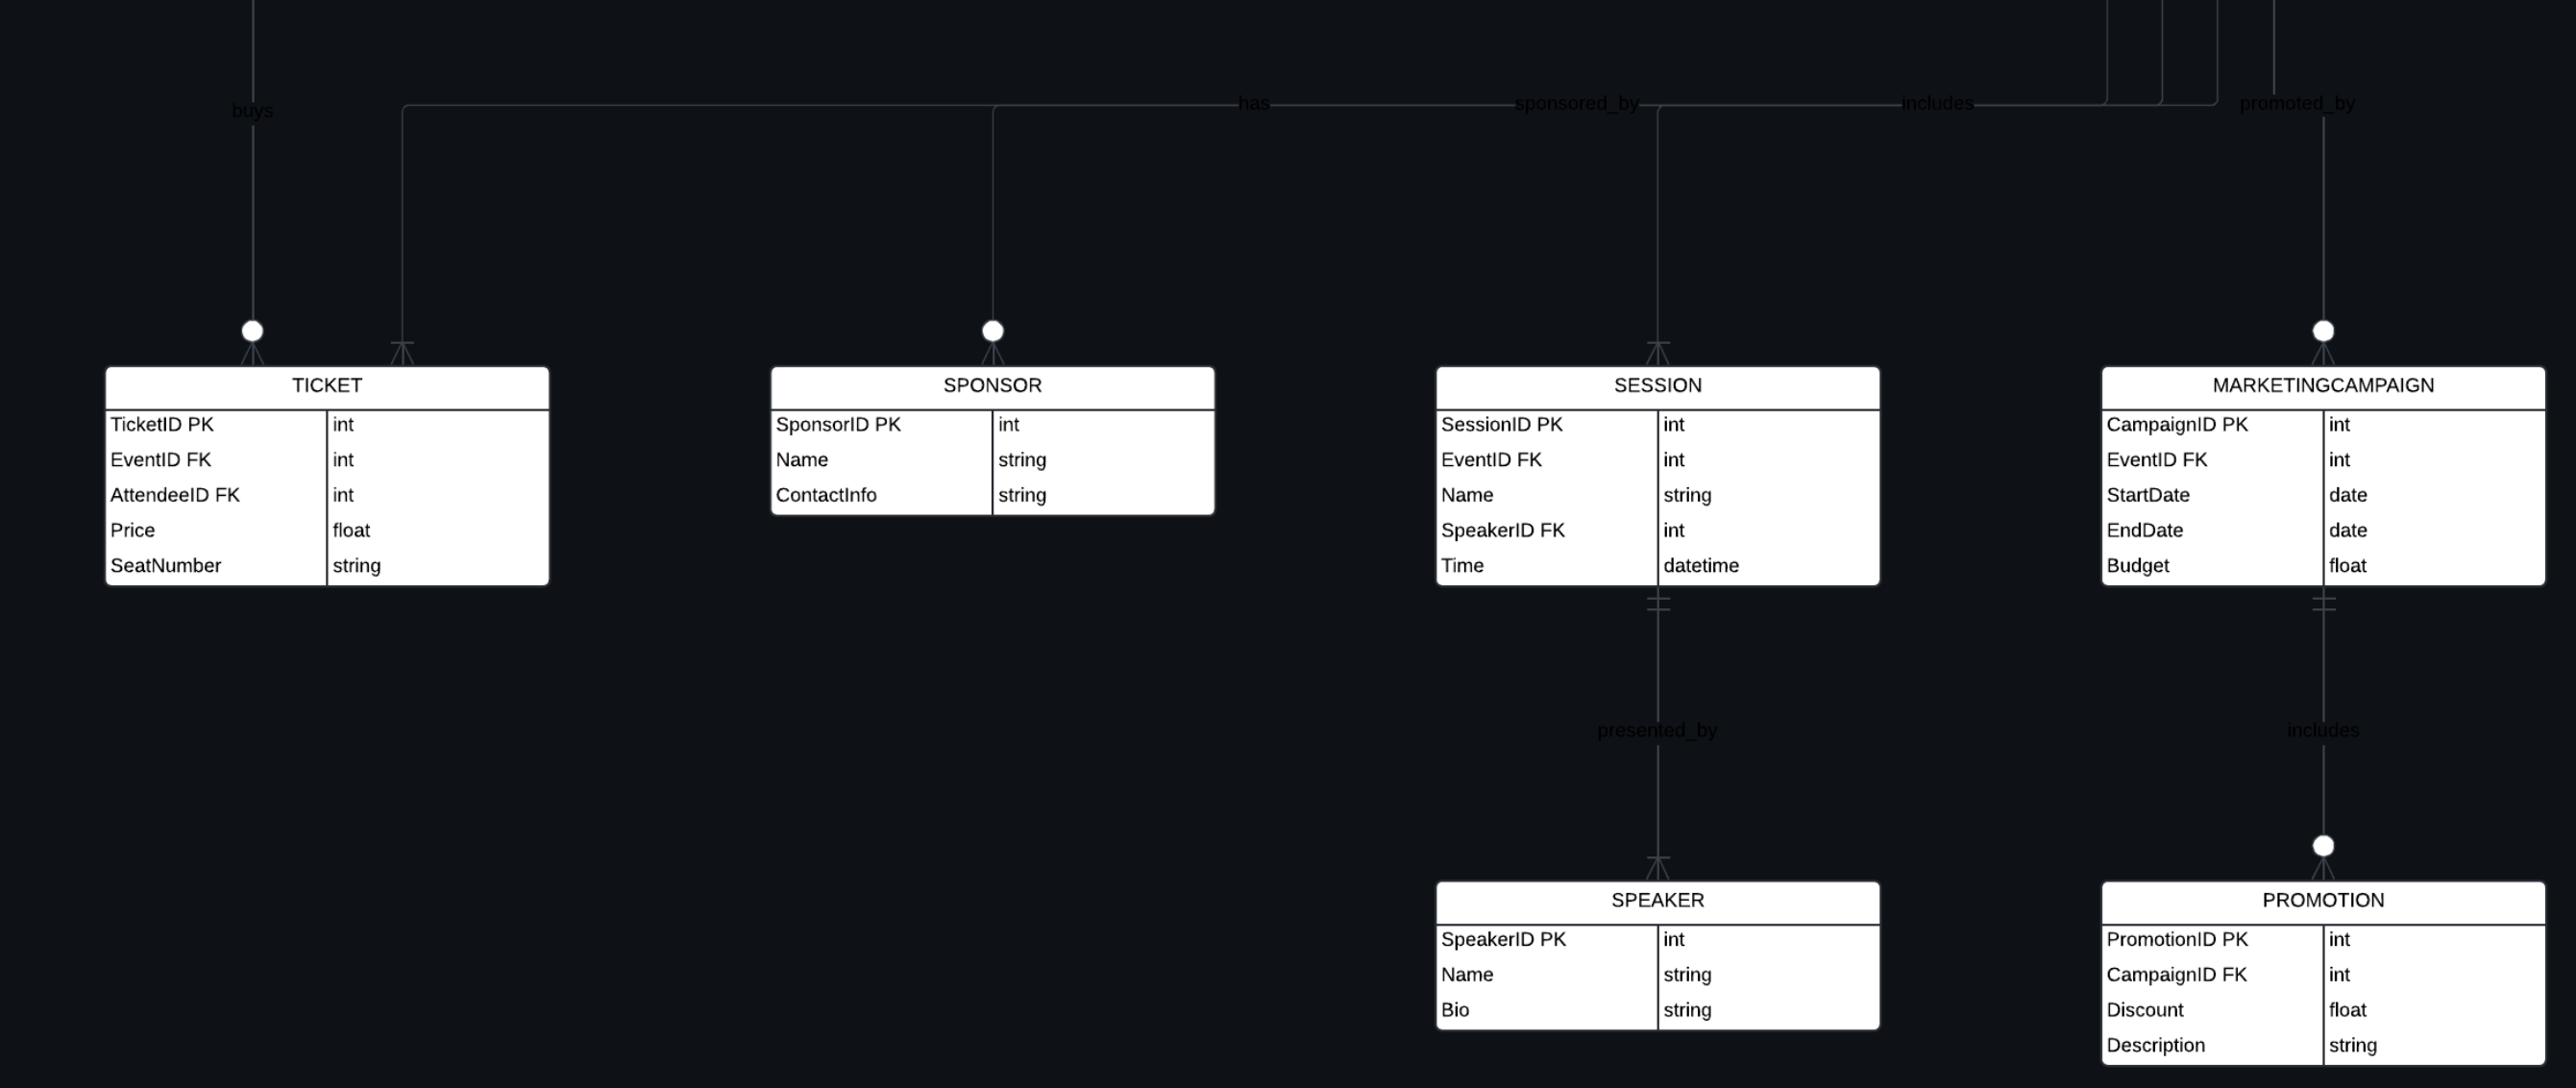 buys
has
sponsored_by
includes
promoted_by
TICKET
TicketID PK int
EventID FK int
AttendeeID FK int
Price float
SeatNumber string
SPONSOR
SponsorID PK int
Name string
ContactInfo string
SESSION
SessionID PK int
EventID FK int
Name string
SpeakerID FK int
Time datetime
MARKETINGCAMPAIGN
CampaignID PK int
EventID FK int
StartDate date
EndDate date
Budget float
presented_by
includes
SPEAKER
SpeakerID PK int
Name string
Bio string
PROMOTION
PromotionID PK int
CampaignID FK int
Discount float
Description string